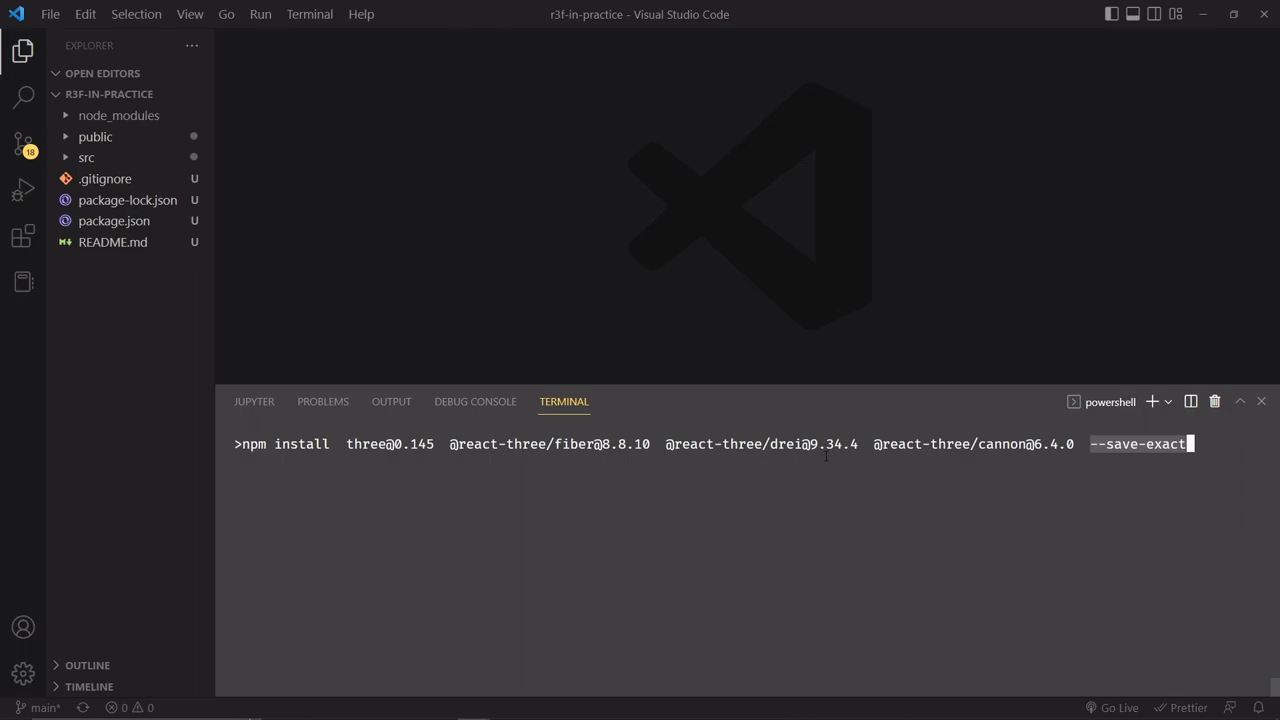 File Edit Selection View Go Run Terminal Help
r3f-in-practice - Visual Studio Code
EXPLORER
OPEN EDITORS
R3F-IN-PRACTICE
node_modules
public
src
.gitignore U
package-lock.json U
package.json U
README.md U
18
JUPYTER PROBLEMS OUTPUT DEBUG CONSOLE TERMINAL
powershell
>npm install three@0.145 @react-three/fiber@8.8.10 @react-three/drei@9.34.4 @react-three/cannon@6.4.0 --save-exact
OUTLINE
TIMELINE
main* 0 0
Go Live Prettier